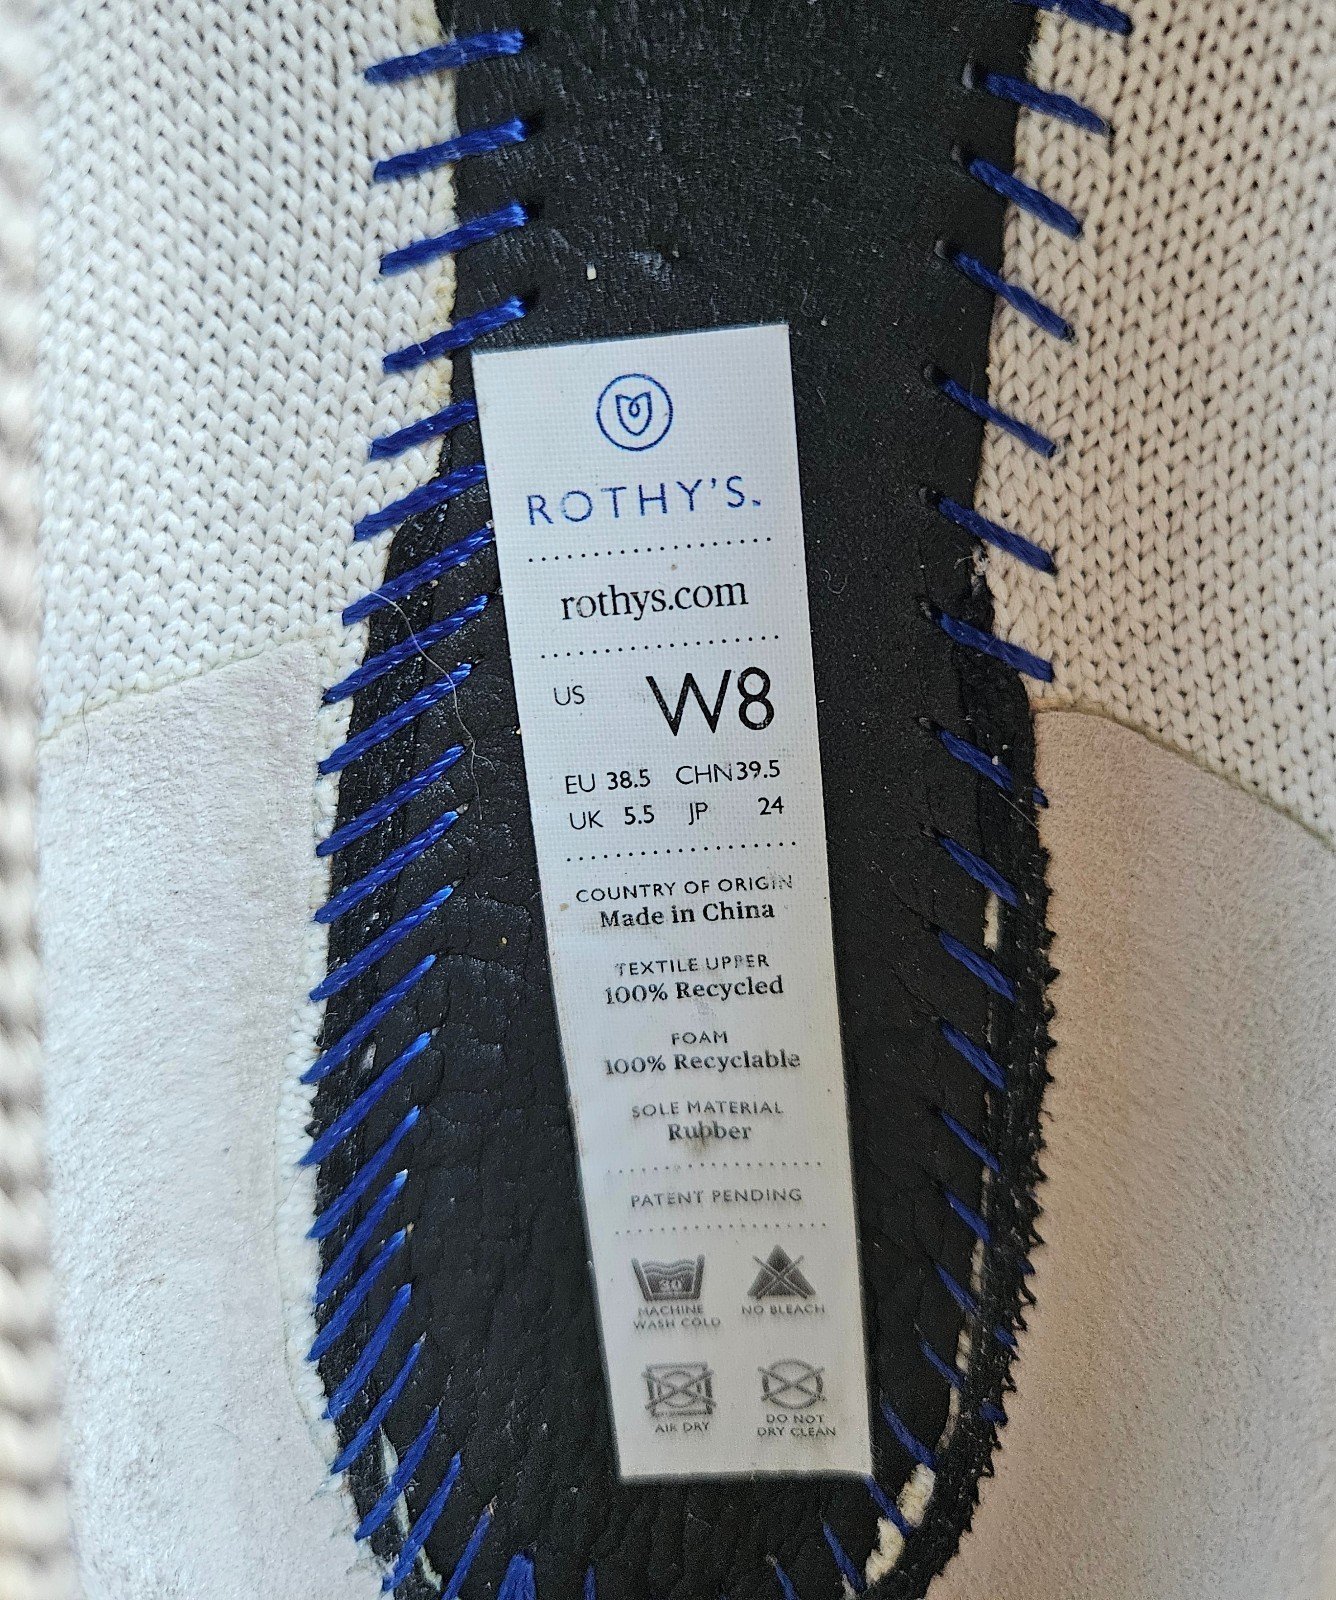 ROTHY'S™
rothys.com
US W8
EU 38.5 CHN 39.5
UK 5.5 JP 24
COUNTRY OF ORIGIN
Made in China
TEXTILE UPPER
100% Recycled
FOAM
100% Recyclable
SOLE MATERIAL
Rubber
PATENT PENDING
30°
MACHINE NO BLEACH
WASH COLD
AIR DRY DO NOT
DRY CLEAN